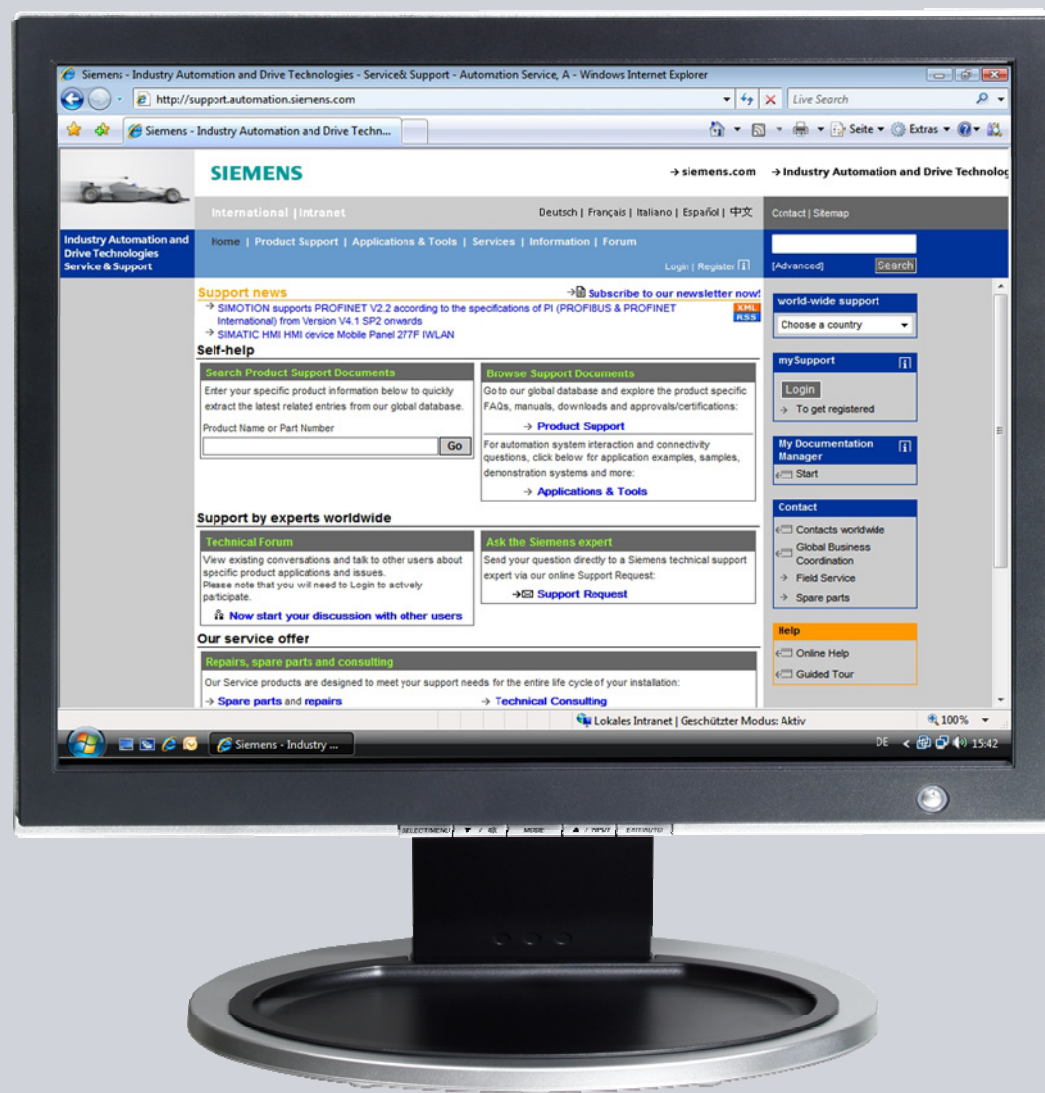 Siemens - Industry Automation and Drive Technologies - Service& Support - Automation Service, A - Windows Internet Explorer
http://support.automation.siemens.com
Live Search
Siemens - Industry Automation and Drive Techn...
Seite
Extras
SIEMENS
→ siemens.com
→ Industry Automation and Drive Technolog
International | Intranet
Deutsch | Français | Italiano | Español | 中文
Contact | Sitemap
Industry Automation and
Drive Technologies
Service & Support
Home | Product Support | Applications & Tools | Services | Information | Forum
Login | Register
[Advanced]
Search
Support news
→ Subscribe to our newsletter now!
→ SIMOTION supports PROFINET V2.2 according to the specifications of PI (PROFIBUS & PROFINET
International) from Version V4.1 SP2 onwards
XML
RSS
→ SIMATIC HMI HMI device Mobile Panel 277F IWLAN
Self-help
Search Product Support Documents
Enter your specific product information below to quickly
extract the latest related entries from our global database.
Product Name or Part Number
Go
Browse Support Documents
Go to our global database and explore the product specific
FAQs, manuals, downloads and approvals/certifications:
→ Product Support
For automation system interaction and connectivity
questions, click below for application examples, samples,
demonstration systems and more:
→ Applications & Tools
Support by experts worldwide
Technical Forum
View existing conversations and talk to other users about
specific product applications and issues.
Please note that you will need to Login to actively
participate.
Now start your discussion with other users
Ask the Siemens expert
Send your question directly to a Siemens technical support
expert via our online Support Request:
→ Support Request
Our service offer
Repairs, spare parts and consulting
Our Service products are designed to meet your support needs for the entire life cycle of your installation:
→ Spare parts and repairs
→ Technical Consulting
world-wide support
Choose a country
mySupport
Login
→ To get registered
My Documentation
Manager
Start
Contact
Contacts worldwide
Global Business
Coordination
→ Field Service
→ Spare parts
Help
Online Help
Guided Tour
Lokales Intranet | Geschützter Modus: Aktiv
100%
Siemens - Industry ...
DE
15:42
SELECT/MENU
MODE
INPUT
EXIT/AUTO